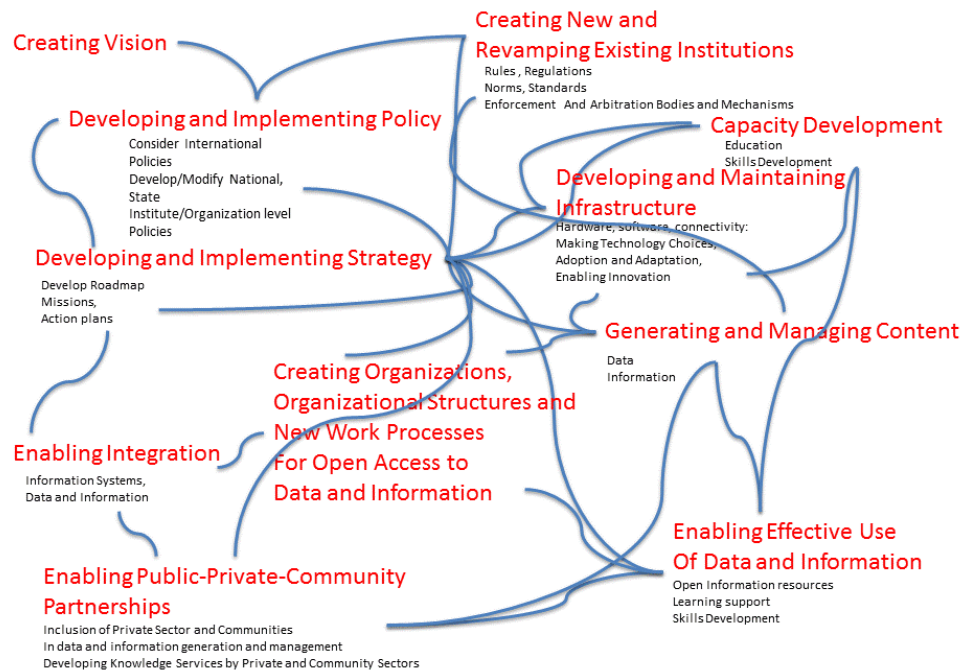 Creating Vision
Creating New and
Revamping Existing Institutions
Rules , Regulations
Norms, Standards
Enforcement And Arbitration Bodies and Mechanisms
Developing and Implementing Policy
Consider International
Policies
Develop/Modify National,
State
Institute/Organization level
Policies
Capacity Development
Education
Skills Development
Developing and Maintaining
Infrastructure
Hardware, software, connectivity:
Making Technology Choices,
Adoption and Adaptation,
Enabling Innovation
Developing and Implementing Strategy
Develop Roadmap
Missions,
Action plans
Generating and Managing Content
Data
Information
Creating Organizations,
Organizational Structures and
New Work Processes
For Open Access to
Data and Information
Enabling Integration
Information Systems,
Data and Information
Enabling Effective Use
Of Data and Information
Open Information resources
Learning support
Skills Development
Enabling Public-Private-Community
Partnerships
Inclusion of Private Sector and Communities
In data and information generation and management
Developing Knowledge Services by Private and Community Sectors